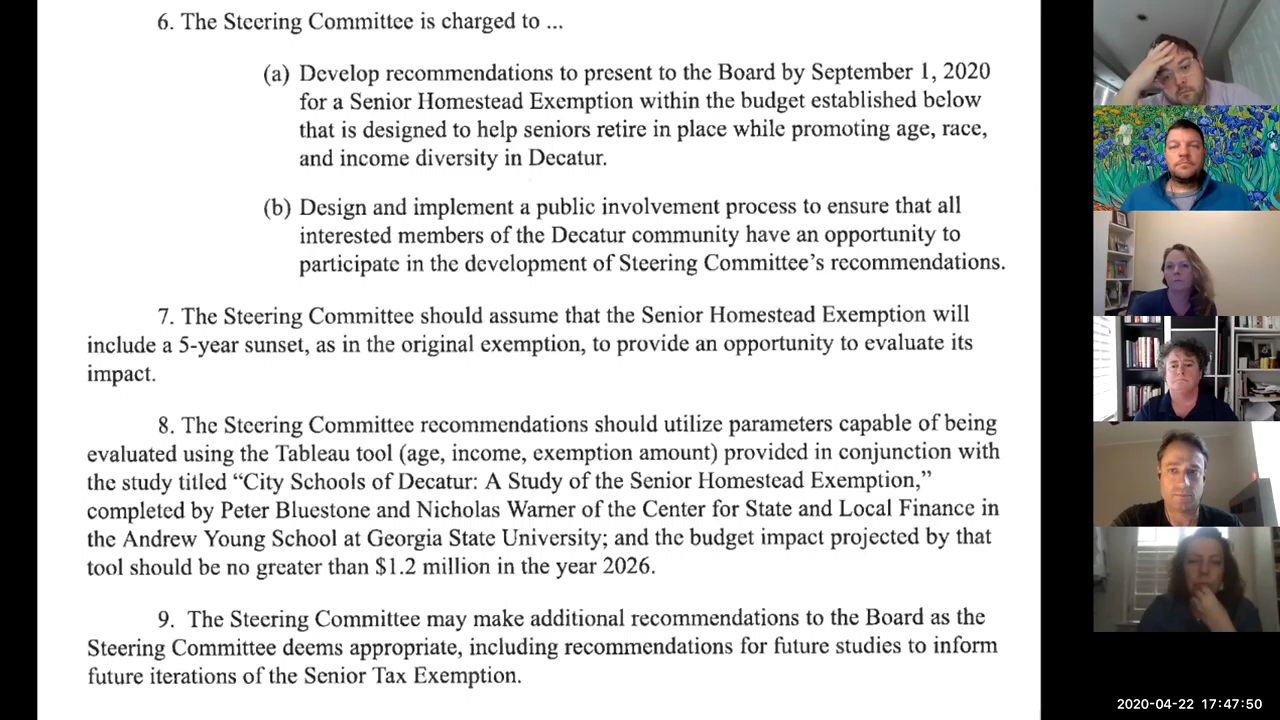 6. The Steering Committee is charged to ...
(a) Develop recommendations to present to the Board by September 1, 2020
for a Senior Homestead Exemption within the budget established below
that is designed to help seniors retire in place while promoting age, race,
and income diversity in Decatur.
(b) Design and implement a public involvement process to ensure that all
interested members of the Decatur community have an opportunity to
participate in the development of Steering Committee's recommendations.
7. The Steering Committee should assume that the Senior Homestead Exemption will
include a 5-year sunset, as in the original exemption, to provide an opportunity to evaluate its
impact.
8. The Steering Committee recommendations should utilize parameters capable of being
evaluated using the Tableau tool (age, income, exemption amount) provided in conjunction with
the study titled “City Schools of Decatur: A Study of the Senior Homestead Exemption,”
completed by Peter Bluestone and Nicholas Warner of the Center for State and Local Finance in
the Andrew Young School at Georgia State University; and the budget impact projected by that
tool should be no greater than $1.2 million in the year 2026.
9. The Steering Committee may make additional recommendations to the Board as the
Steering Committee deems appropriate, including recommendations for future studies to inform
future iterations of the Senior Tax Exemption.
2020-04-22 17:47:50